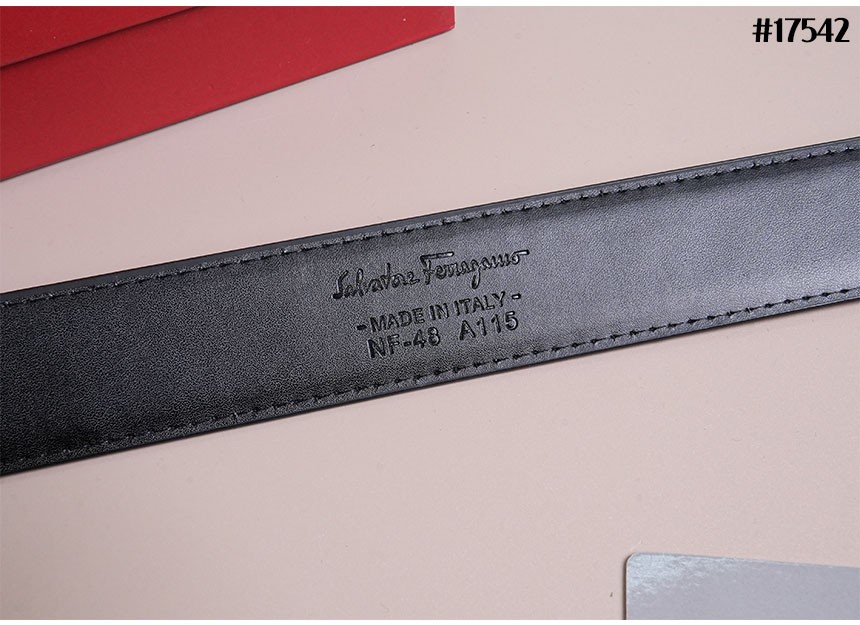 #17542
Salvatore Ferragamo
- MADE IN ITALY -
NF-48 A115